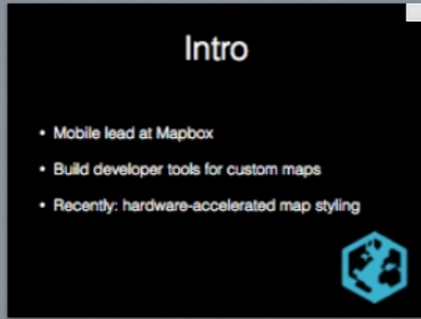 Intro
• Mobile lead at Mapbox
• Build developer tools for custom maps
• Recently: hardware-accelerated map styling